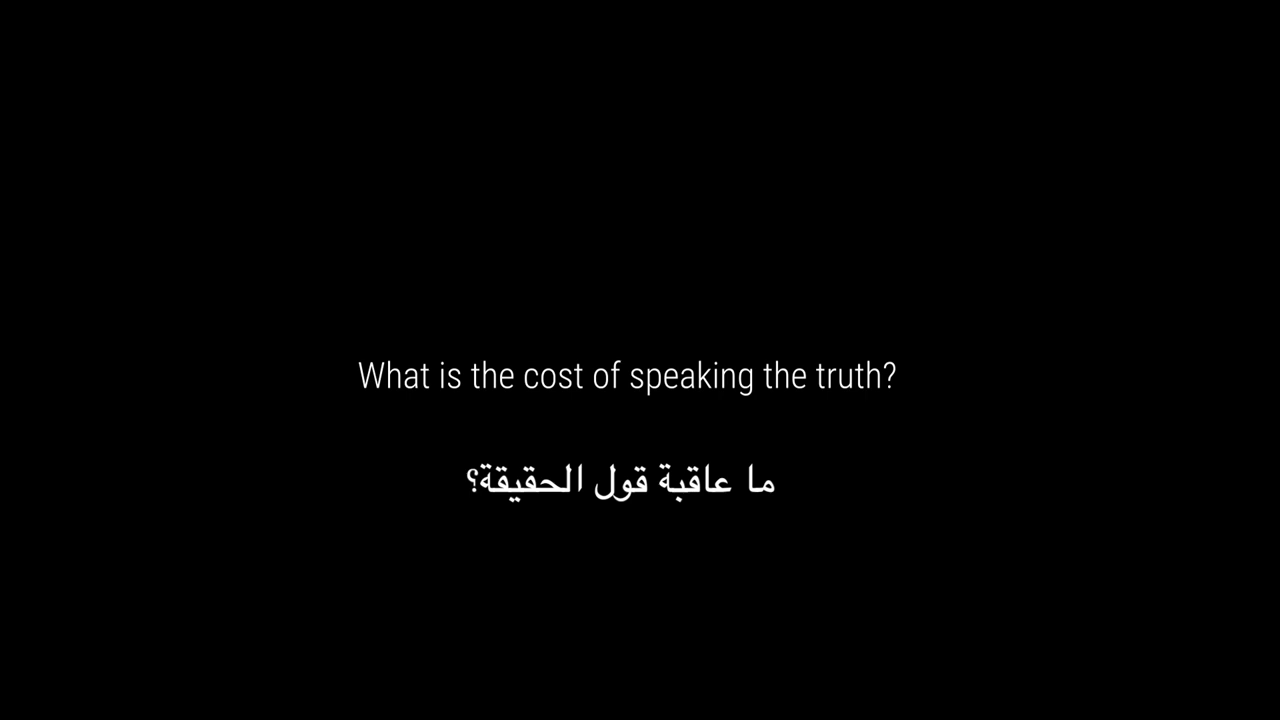 What is the cost of speaking the truth?
ما عاقبة قول الحقيقة؟